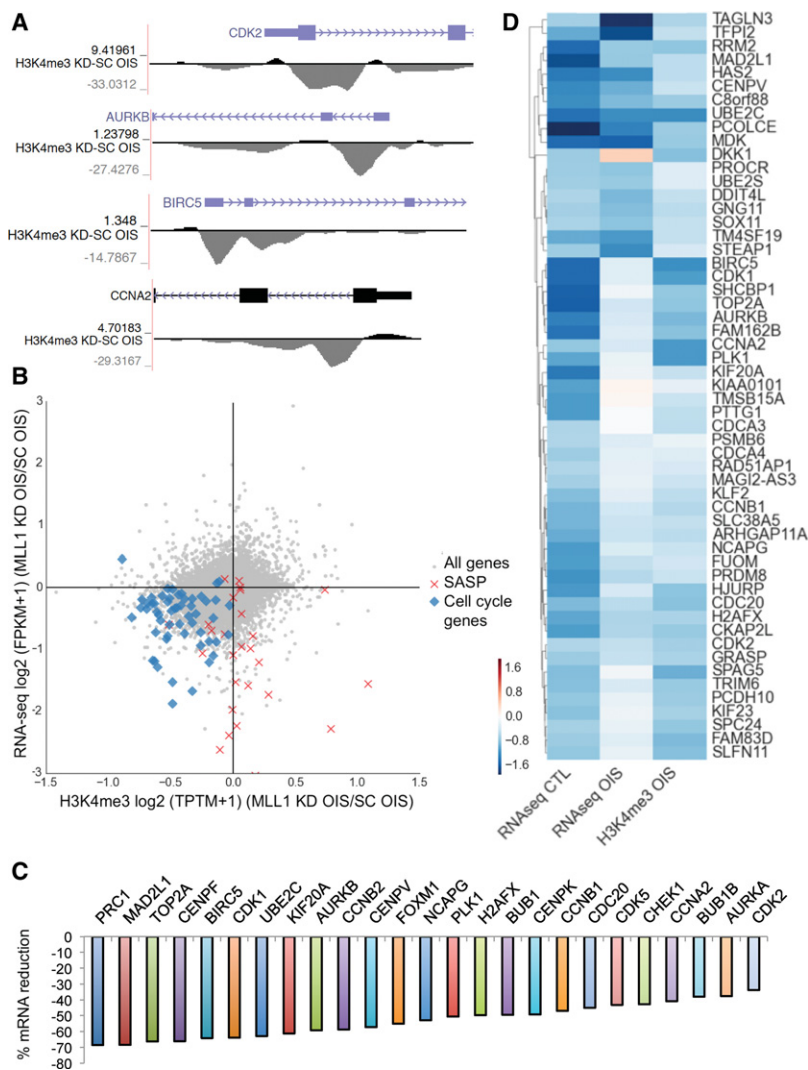 A
CDK2
9.41961
H3K4me3 KD-SC OIS
-33.0312
AURKB
1.23798
H3K4me3 KD-SC OIS
-27.4276
BIRC5
1.348
H3K4me3 KD-SC OIS
-14.7867
CCNA2
4.70183
H3K4me3 KD-SC OIS
-29.3167
B
3
2
1
0
-1
-2
-3
−1.5
−1.0
−0.5
0.0
0.5
1.0
1.5
RNA-seq log2 (FPKM+1) (MLL1 KD OIS/SC OIS)
H3K4me3 log2 (TPTM+1) (MLL1 KD OIS/SC OIS)
All genes
SASP
Cell cycle
genes
C
PRC1
MAD2L1
TOP2A
CENPF
BIRC5
CDK1
UBE2C
KIF20A
AURKB
CCNB2
CENPV
FOXM1
NCAPG
PLK1
H2AFX
BUB1
CENPK
CCNB1
CDC20
CDK5
CHEK1
CCNA2
BUB1B
AURKA
CDK2
0
-10
-20
-30
-40
-50
-60
-70
-80
% mRNA reduction
D
TAGLN3
TFPI2
RRM2
MAD2L1
HAS2
CENPV
C8orf88
UBE2C
PCOLCE
MDK
DKK1
PROCR
UBE2S
DDIT4L
GNG11
SOX11
TM4SF19
STEAP1
BIRC5
CDK1
SHCBP1
TOP2A
AURKB
FAM162B
CCNA2
PLK1
KIF20A
KIAA0101
TMSB15A
PTTG1
CDCA3
PSMB6
CDCA4
RAD51AP1
MAGI2-AS3
KLF2
CCNB1
SLC38A5
ARHGAP11A
NCAPG
FUOM
PRDM8
HJURP
CDC20
H2AFX
CKAP2L
CDK2
GRASP
SPAG5
TRIM6
PCDH10
KIF23
SPC24
FAM83D
SLFN11
1.6
0.8
0.0
−0.8
−1.6
RNAseq CTL
RNAseq OIS
H3K4me3 OIS